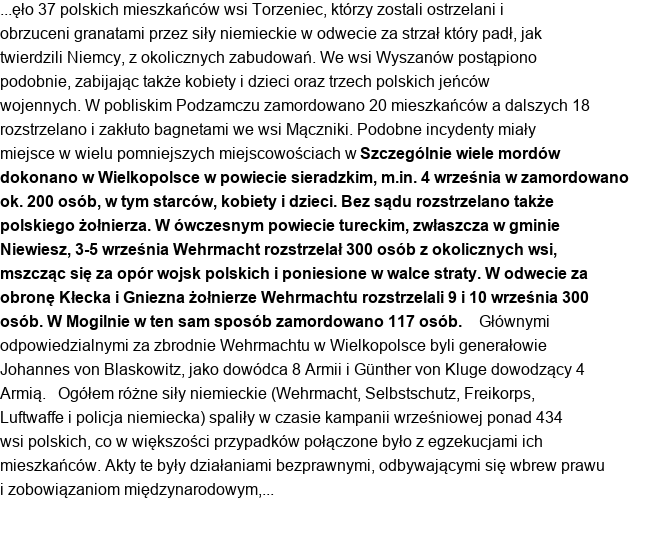 ...ęło 37 polskich mieszkańców wsi Torzeniec, którzy zostali ostrzelani i
obrzuceni granatami przez siły niemieckie w odwecie za strzał który padł, jak
twierdzili Niemcy, z okolicznych zabudowań. We wsi Wyszanów postąpiono
podobnie, zabijając także kobiety i dzieci oraz trzech polskich jeńców
wojennych. W pobliskim Podzamczu zamordowano 20 mieszkańców a dalszych 18
rozstrzelano i zakłuto bagnetami we wsi Mączniki. Podobne incydenty miały
miejsce w wielu pomniejszych miejscowościach w Szczególnie wiele mordów
dokonano w Wielkopolsce w powiecie sieradzkim, m.in. 4 września w zamordowano
ok. 200 osób, w tym starców, kobiety i dzieci. Bez sądu rozstrzelano także
polskiego żołnierza. W ówczesnym powiecie tureckim, zwłaszcza w gminie
Niewiesz, 3-5 września Wehrmacht rozstrzelał 300 osób z okolicznych wsi,
mszcząc się za opór wojsk polskich i poniesione w walce straty. W odwecie za
obronę Kłecka i Gniezna żołnierze Wehrmachtu rozstrzelali 9 i 10 września 300
osób. W Mogilnie w ten sam sposób zamordowano 117 osób. Głównymi
odpowiedzialnymi za zbrodnie Wehrmachtu w Wielkopolsce byli generałowie
Johannes von Blaskowitz, jako dowódca 8 Armii i Günther von Kluge dowodzący 4
Armią. Ogółem różne siły niemieckie (Wehrmacht, Selbstschutz, Freikorps,
Luftwaffe i policja niemiecka) spaliły w czasie kampanii wrześniowej ponad 434
wsi polskich, co w większości przypadków połączone było z egzekucjami ich
mieszkańców. Akty te były działaniami bezprawnymi, odbywającymi się wbrew prawu
i zobowiązaniom międzynarodowym,...